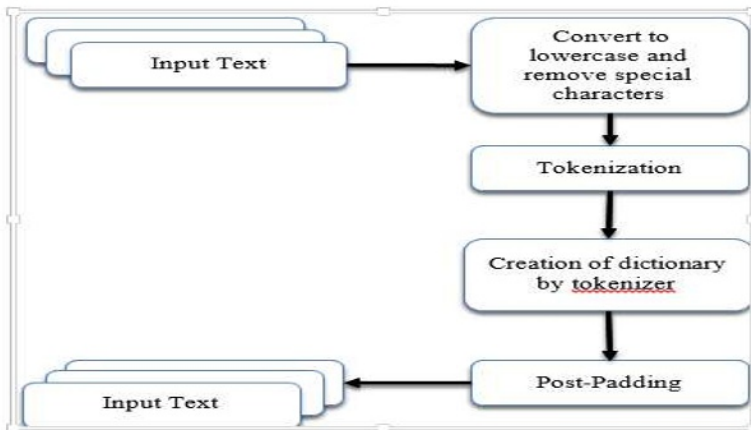 Input Text
Convert to
lowercase and
remove special
characters
Tokenization
Creation of dictionary
by tokenizer
Post-Padding
Input Text